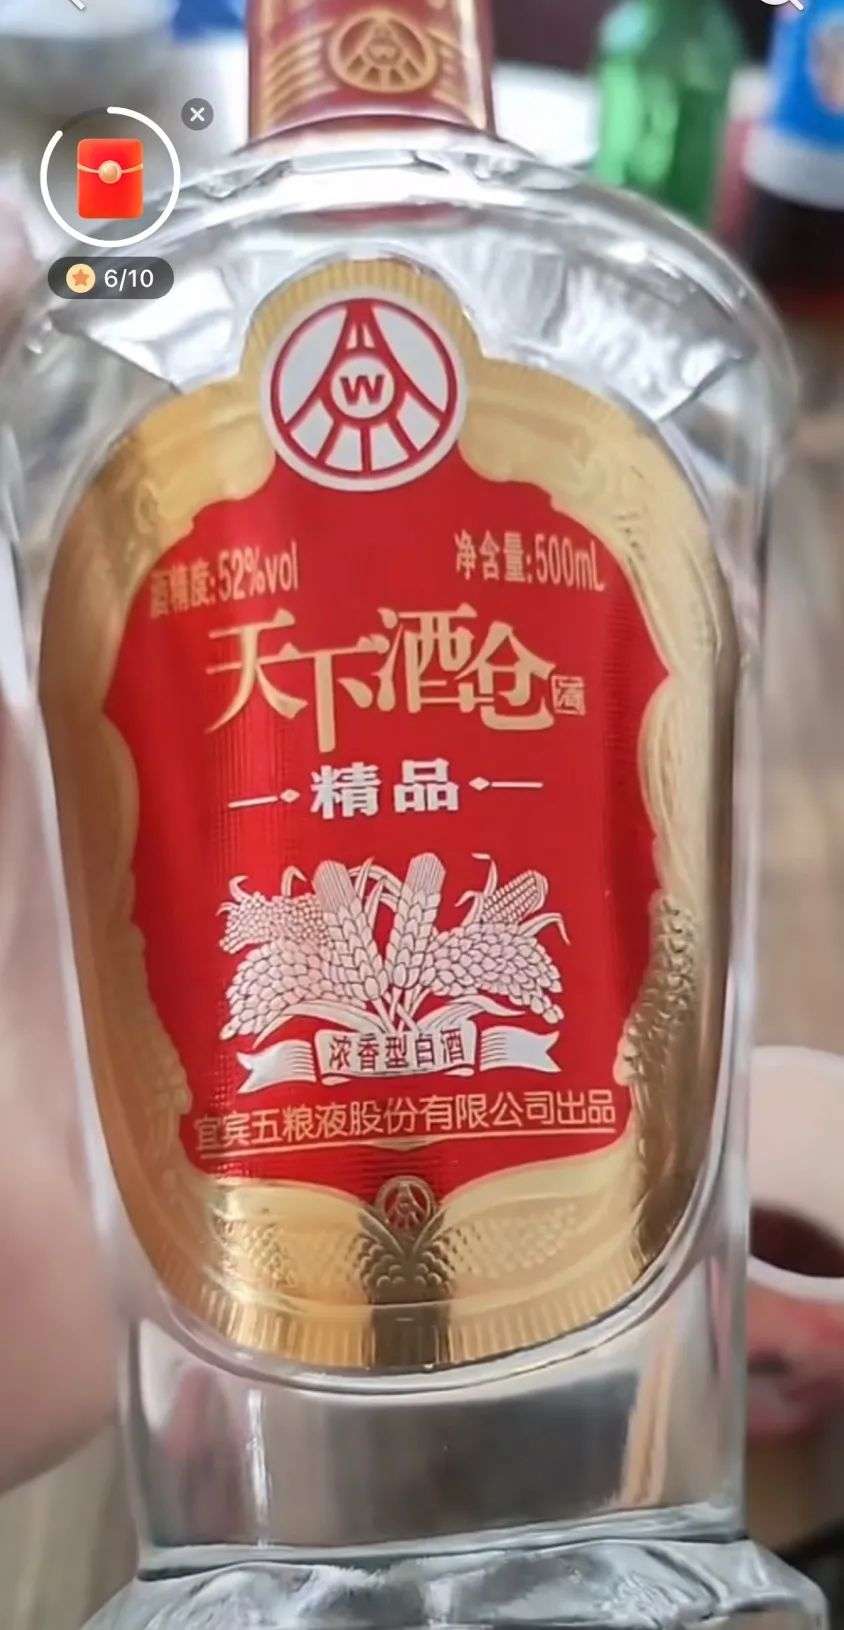 6/10
W
酒精度:52%vol
净含量:500mL
天下酒仓
精品
浓香型白酒
宜宾五粮液股份有限公司出品